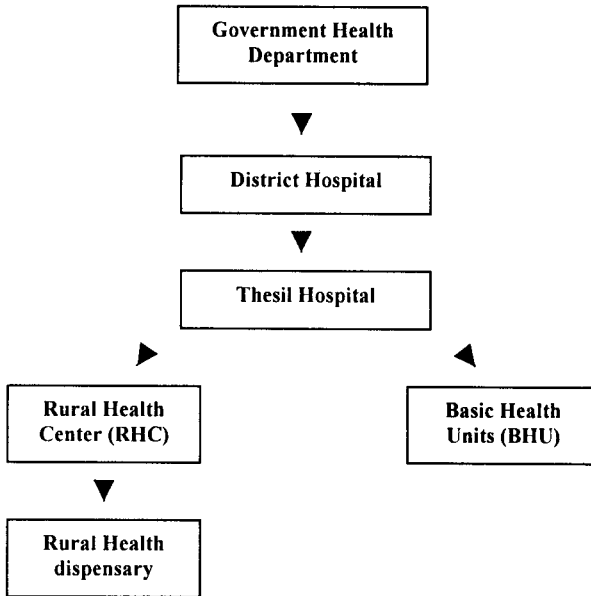 Government Health
Department
District Hospital
Thesil Hospital
Rural Health
Center (RHC)
Basic Health
Units (BHU)
Rural Health
dispensary